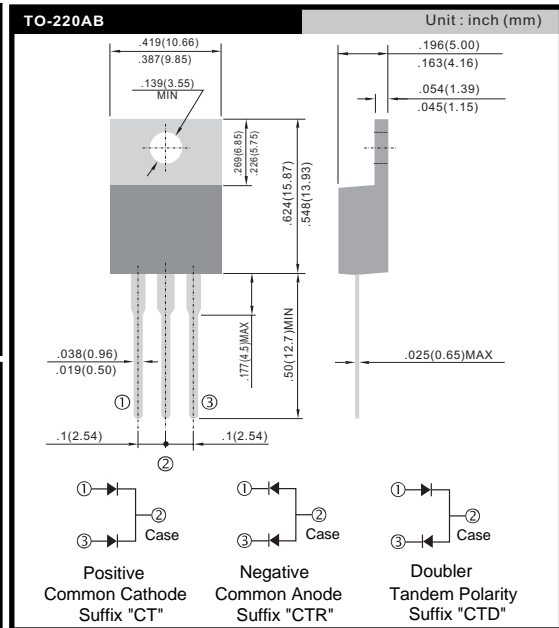 TO-220AB
Unit : inch (mm)
.419(10.66)
.387(9.85)
.139(3.55)
MIN
.269(6.85)
.226(5.75)
.624(15.87)
.548(13.93)
.196(5.00)
.163(4.16)
.054(1.39)
.045(1.15)
.038(0.96)
.019(0.50)
.177(4.5)MAX
.50(12.7)MIN
.025(0.65)MAX
①
③
.1(2.54)
.1(2.54)
②
①
②
③
Case
Positive
Common Cathode
Suffix "CT"
①
②
③
Case
Negative
Common Anode
Suffix "CTR"
①
②
③
Case
Doubler
Tandem Polarity
Suffix "CTD"